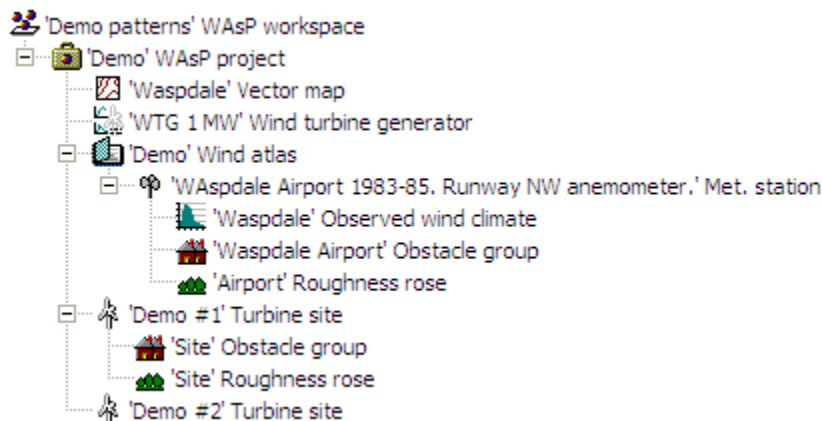 'Demo patterns' WAsP workspace
'Demo' WAsP project
'Waspdale' Vector map
'WTG 1 MW' Wind turbine generator
'Demo' Wind atlas
'WAspdale Airport 1983-85. Runway NW anemometer.' Met. station
'Waspdale' Observed wind climate
'Waspdale Airport' Obstacle group
'Airport' Roughness rose
'Demo #1' Turbine site
'Site' Obstacle group
'Site' Roughness rose
'Demo #2' Turbine site